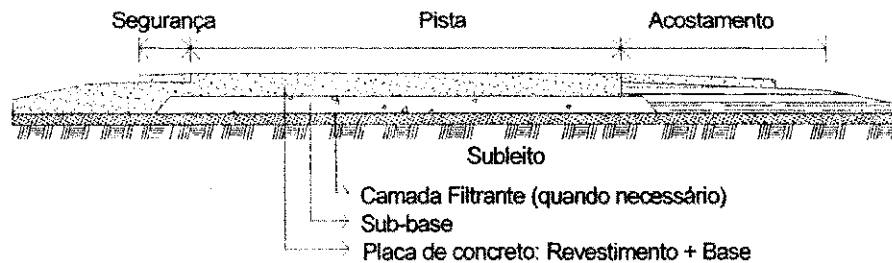 Segurança Pista Acostamento
Subleito
Camada Filtrante (quando necessário)
Sub-base
Placa de concreto: Revestimento + Base